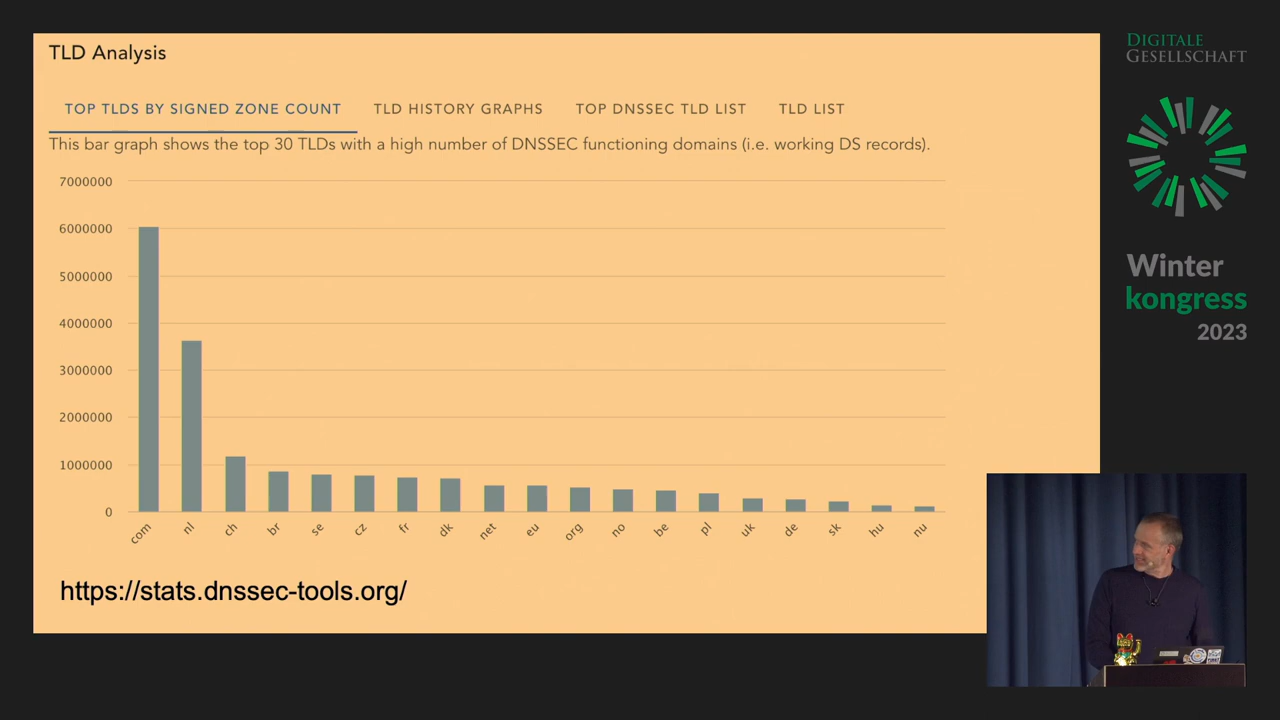 TLD Analysis
TOP TLDS BY SIGNED ZONE COUNT TLD HISTORY GRAPHS TOP DNSSEC TLD LIST TLD LIST
This bar graph shows the top 30 TLDs with a high number of DNSSEC functioning domains (i.e. working DS records).
7000000
6000000
5000000
4000000
3000000
2000000
1000000
0
com nl ch br se cz fr dk net eu org no be pl uk de sk hu nu
https://stats.dnssec-tools.org/
DIGITALE
GESELLSCHAFT
Winter
kongress
2023